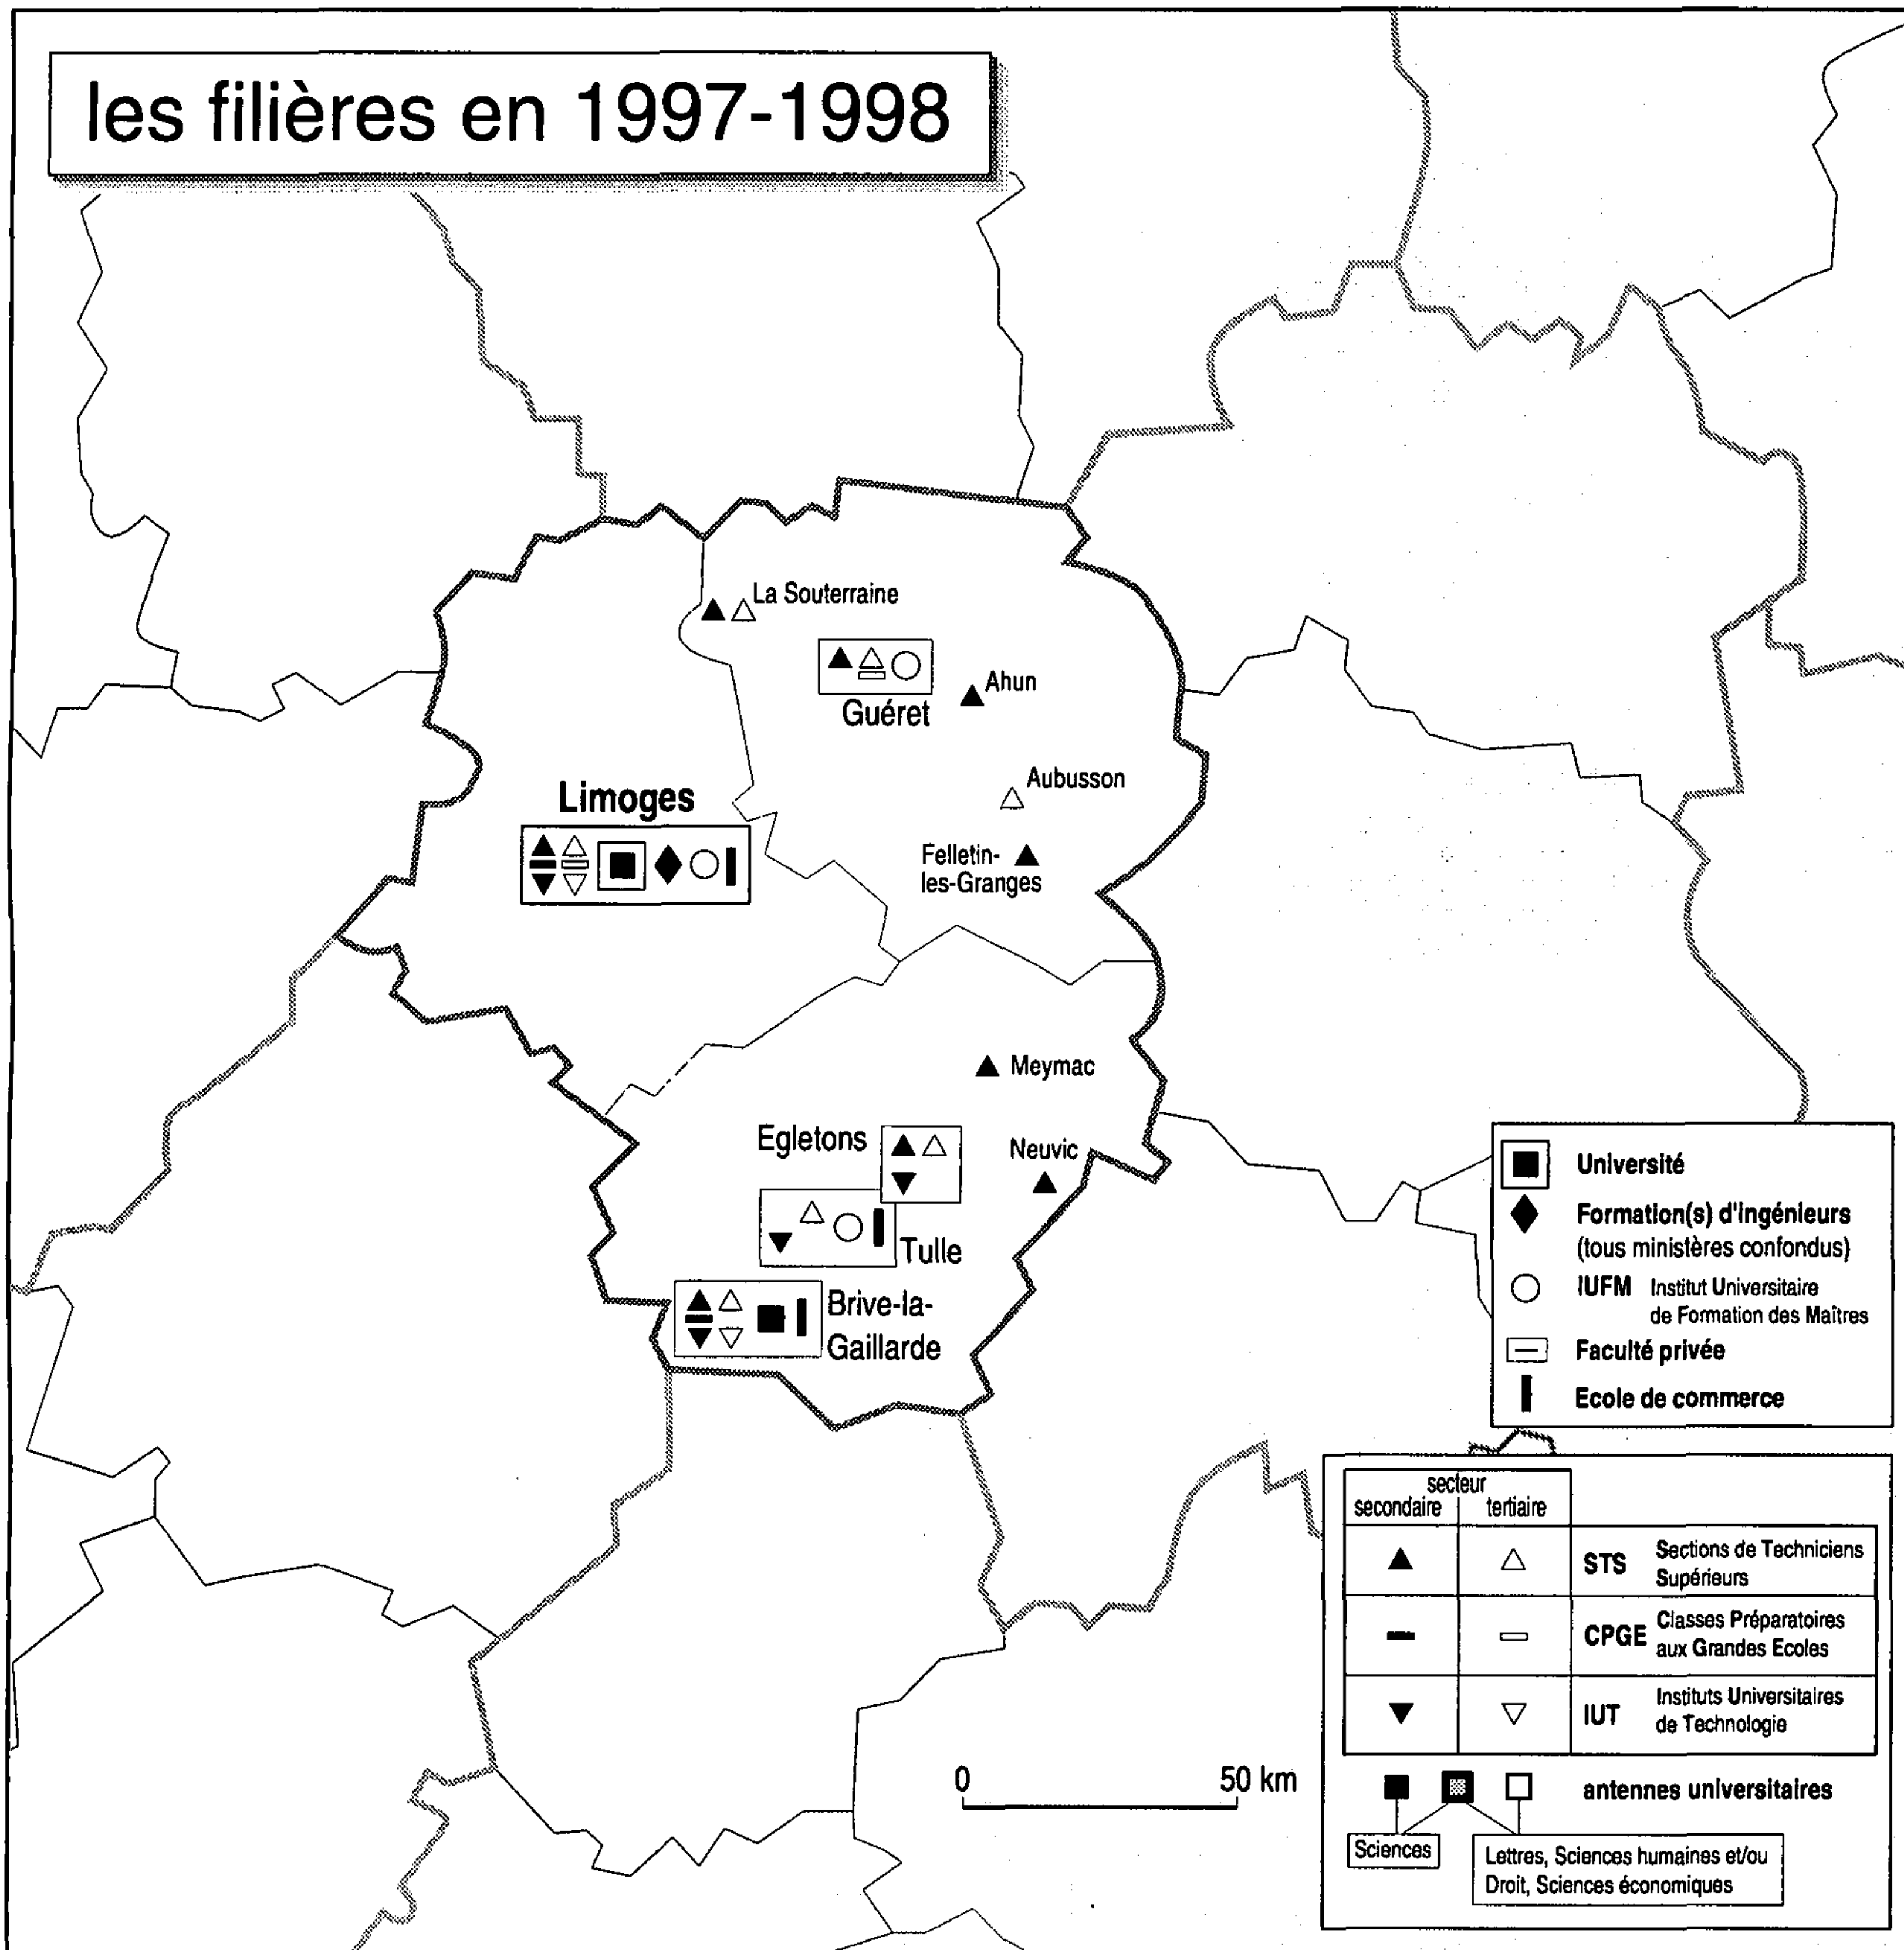 les filières en 1997-1998
La Souterraine
Guéret
Ahun
Aubusson
Limoges
Felletin-
les-Granges
Meymac
Egletons
Neuvic
Tulle
Brive-la-
Gaillarde
Université
Formation(s) d'ingénieurs
(tous ministères confondus)
IUFM Institut Universitaire
de Formation des Maîtres
Faculté privée
Ecole de commerce
secteur
secondaire tertiaire
STS Sections de Techniciens
Supérieurs
CPGE Classes Préparatoires
aux Grandes Ecoles
IUT Instituts Universitaires
de Technologie
0 50 km
antennes universitaires
Sciences
Lettres, Sciences humaines et/ou
Droit, Sciences économiques